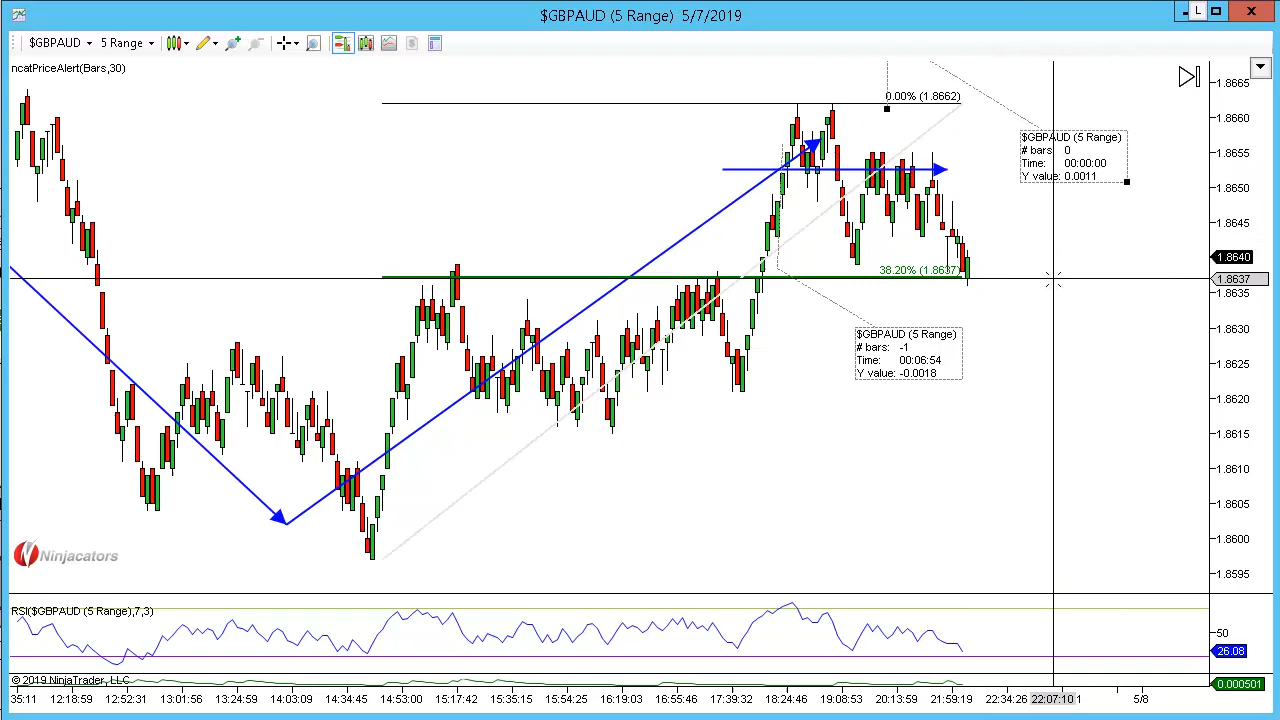 $GBPAUD (5 Range) 5/7/2019
L
$GBPAUD 5 Range
ncatPriceAlert(Bars,30)
0.00% (1.8662)
$GBPAUD (5 Range)
# bars: 0
Time: 00:00:00
Y value: 0.0011
38.20% (1.8637)
$GBPAUD (5 Range)
# bars: -1
Time: 00:06:54
Y value: -0.0018
1.8665
1.8660
1.8655
1.8650
1.8645
1.8640
1.8637
1.8635
1.8630
1.8625
1.8620
1.8615
1.8610
1.8605
1.8600
1.8595
Ninjacators
RSI($GBPAUD (5 Range),7,3)
50
26.08
© 2019 NinjaTrader, LLC
0.000501
35:11 12:18:59 12:52:31 13:01:56 13:24:59 14:03:09 14:34:45 14:53:00 15:17:42 15:31:11 15:54:25 16:19:03 16:55:46 17:39:32 18:24:46 19:08:53 20:13:59 21:59:19 22:34:26 22:07:10 1 5/8